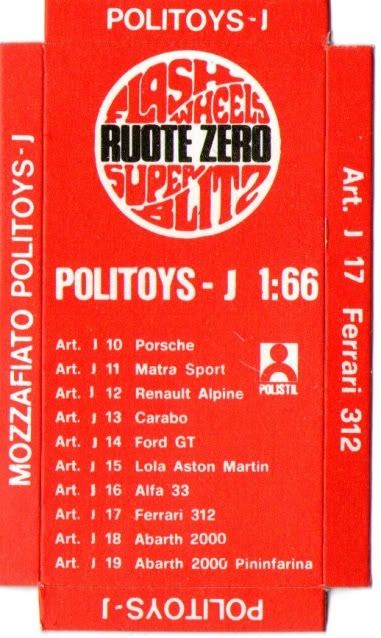 POLITOYS-J
FLASH
WHEELS
RUOTE ZERO
SUPER
BLITZ
POLITOYS - J 1:66
Art. J 10 Porsche
Art. J 11 Matra Sport
Art. J 12 Renault Alpine
Art. J 13 Carabo
Art. J 14 Ford GT
Art. J 15 Lola Aston Martin
Art. J 16 Alfa 33
Art. J 17 Ferrari 312
Art. J 18 Abarth 2000
Art. J 19 Abarth 2000 Pininfarina
POLISTIL
MOZZAFIATO POLITOYS-J
Art. J 17 Ferrari 312
POLITOYS-J